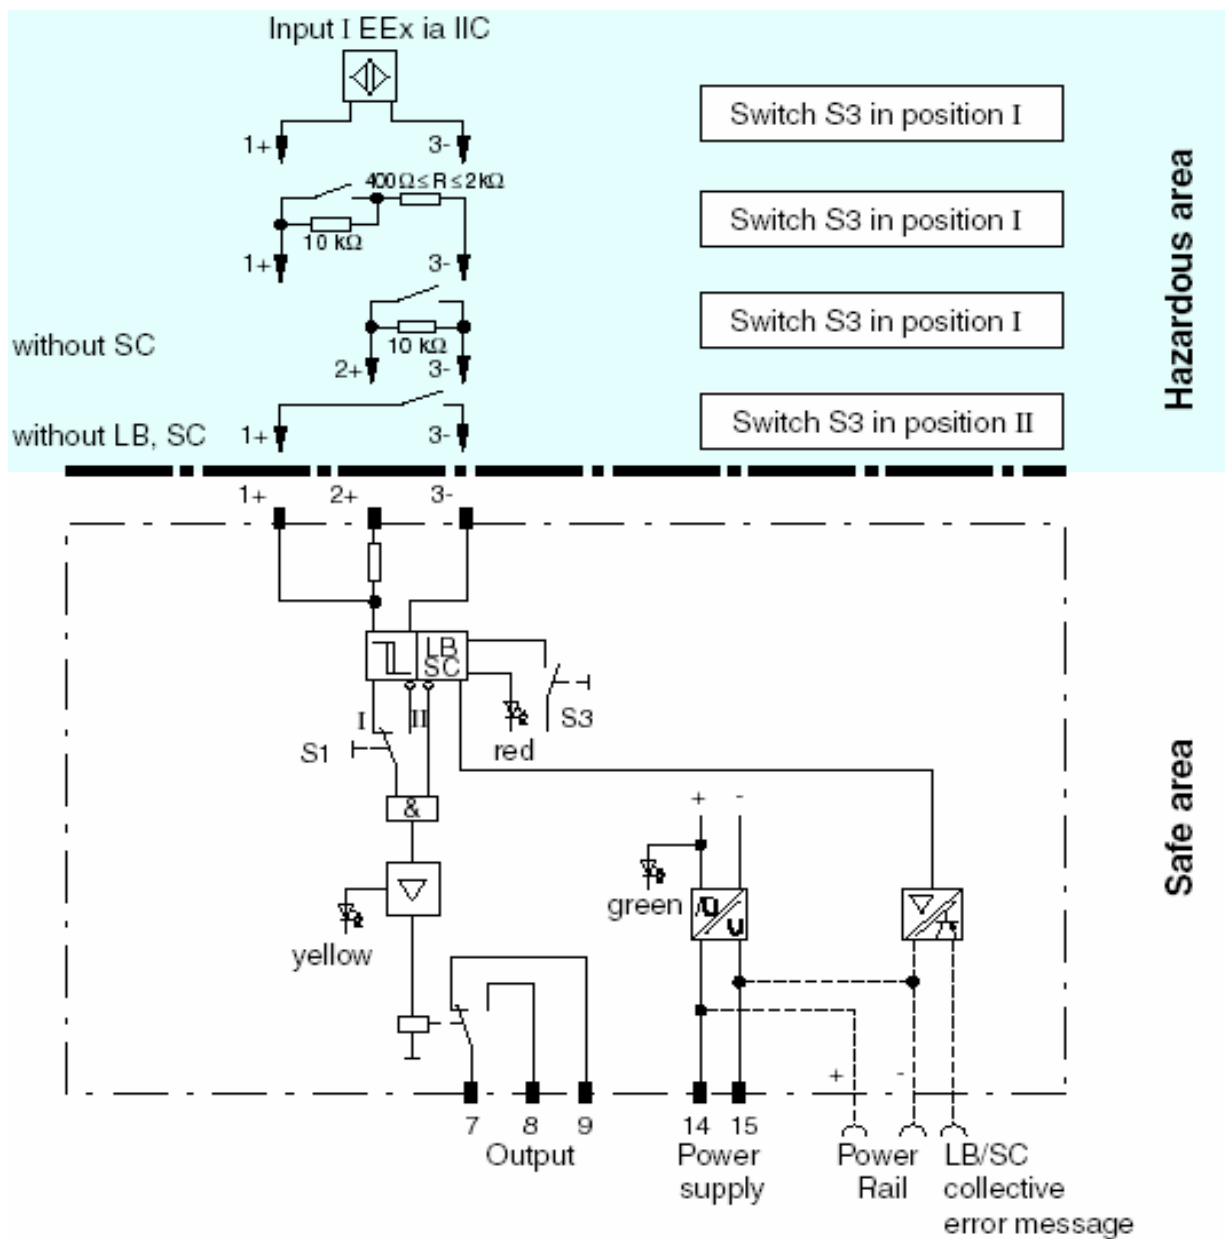 Input I EEx ia IIC
1+ 3-
Switch S3 in position I
400 Ω ≤ R ≤ 2 kΩ
10 kΩ
1+ 3-
Switch S3 in position I
without SC
10 kΩ
2+ 3-
Switch S3 in position I
without LB, SC
1+ 3-
Switch S3 in position II
Hazardous area
1+ 2+ 3-
LB
SC
I II
S1
red
S3
&
+ -
green
yellow
Safe area
+ -
7 8 9
Output
14 15
Power
supply
Power
Rail
LB/SC
collective
error message